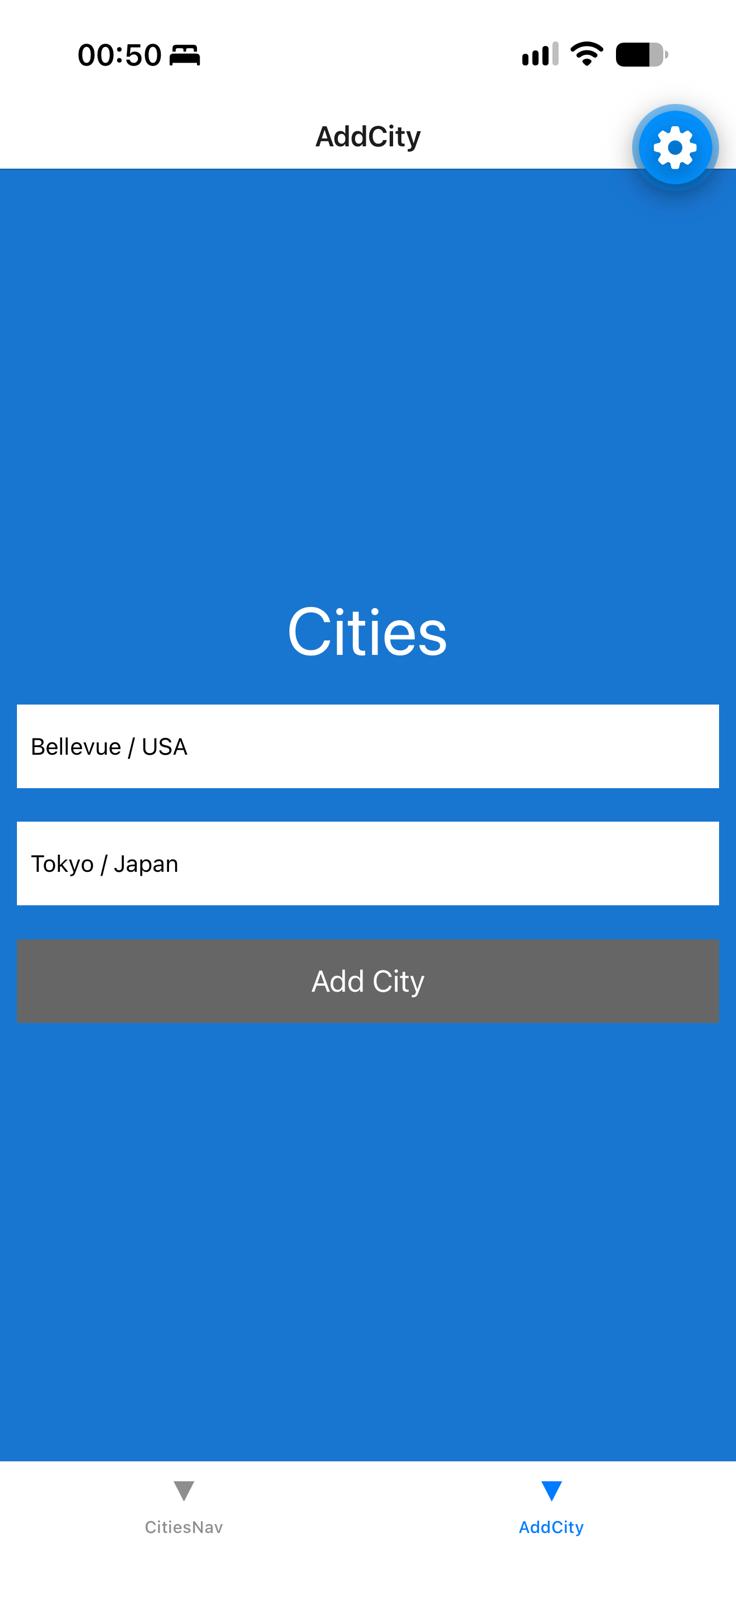 00:50
AddCity
Cities
Bellevue / USA
Tokyo / Japan
Add City
CitiesNav
AddCity